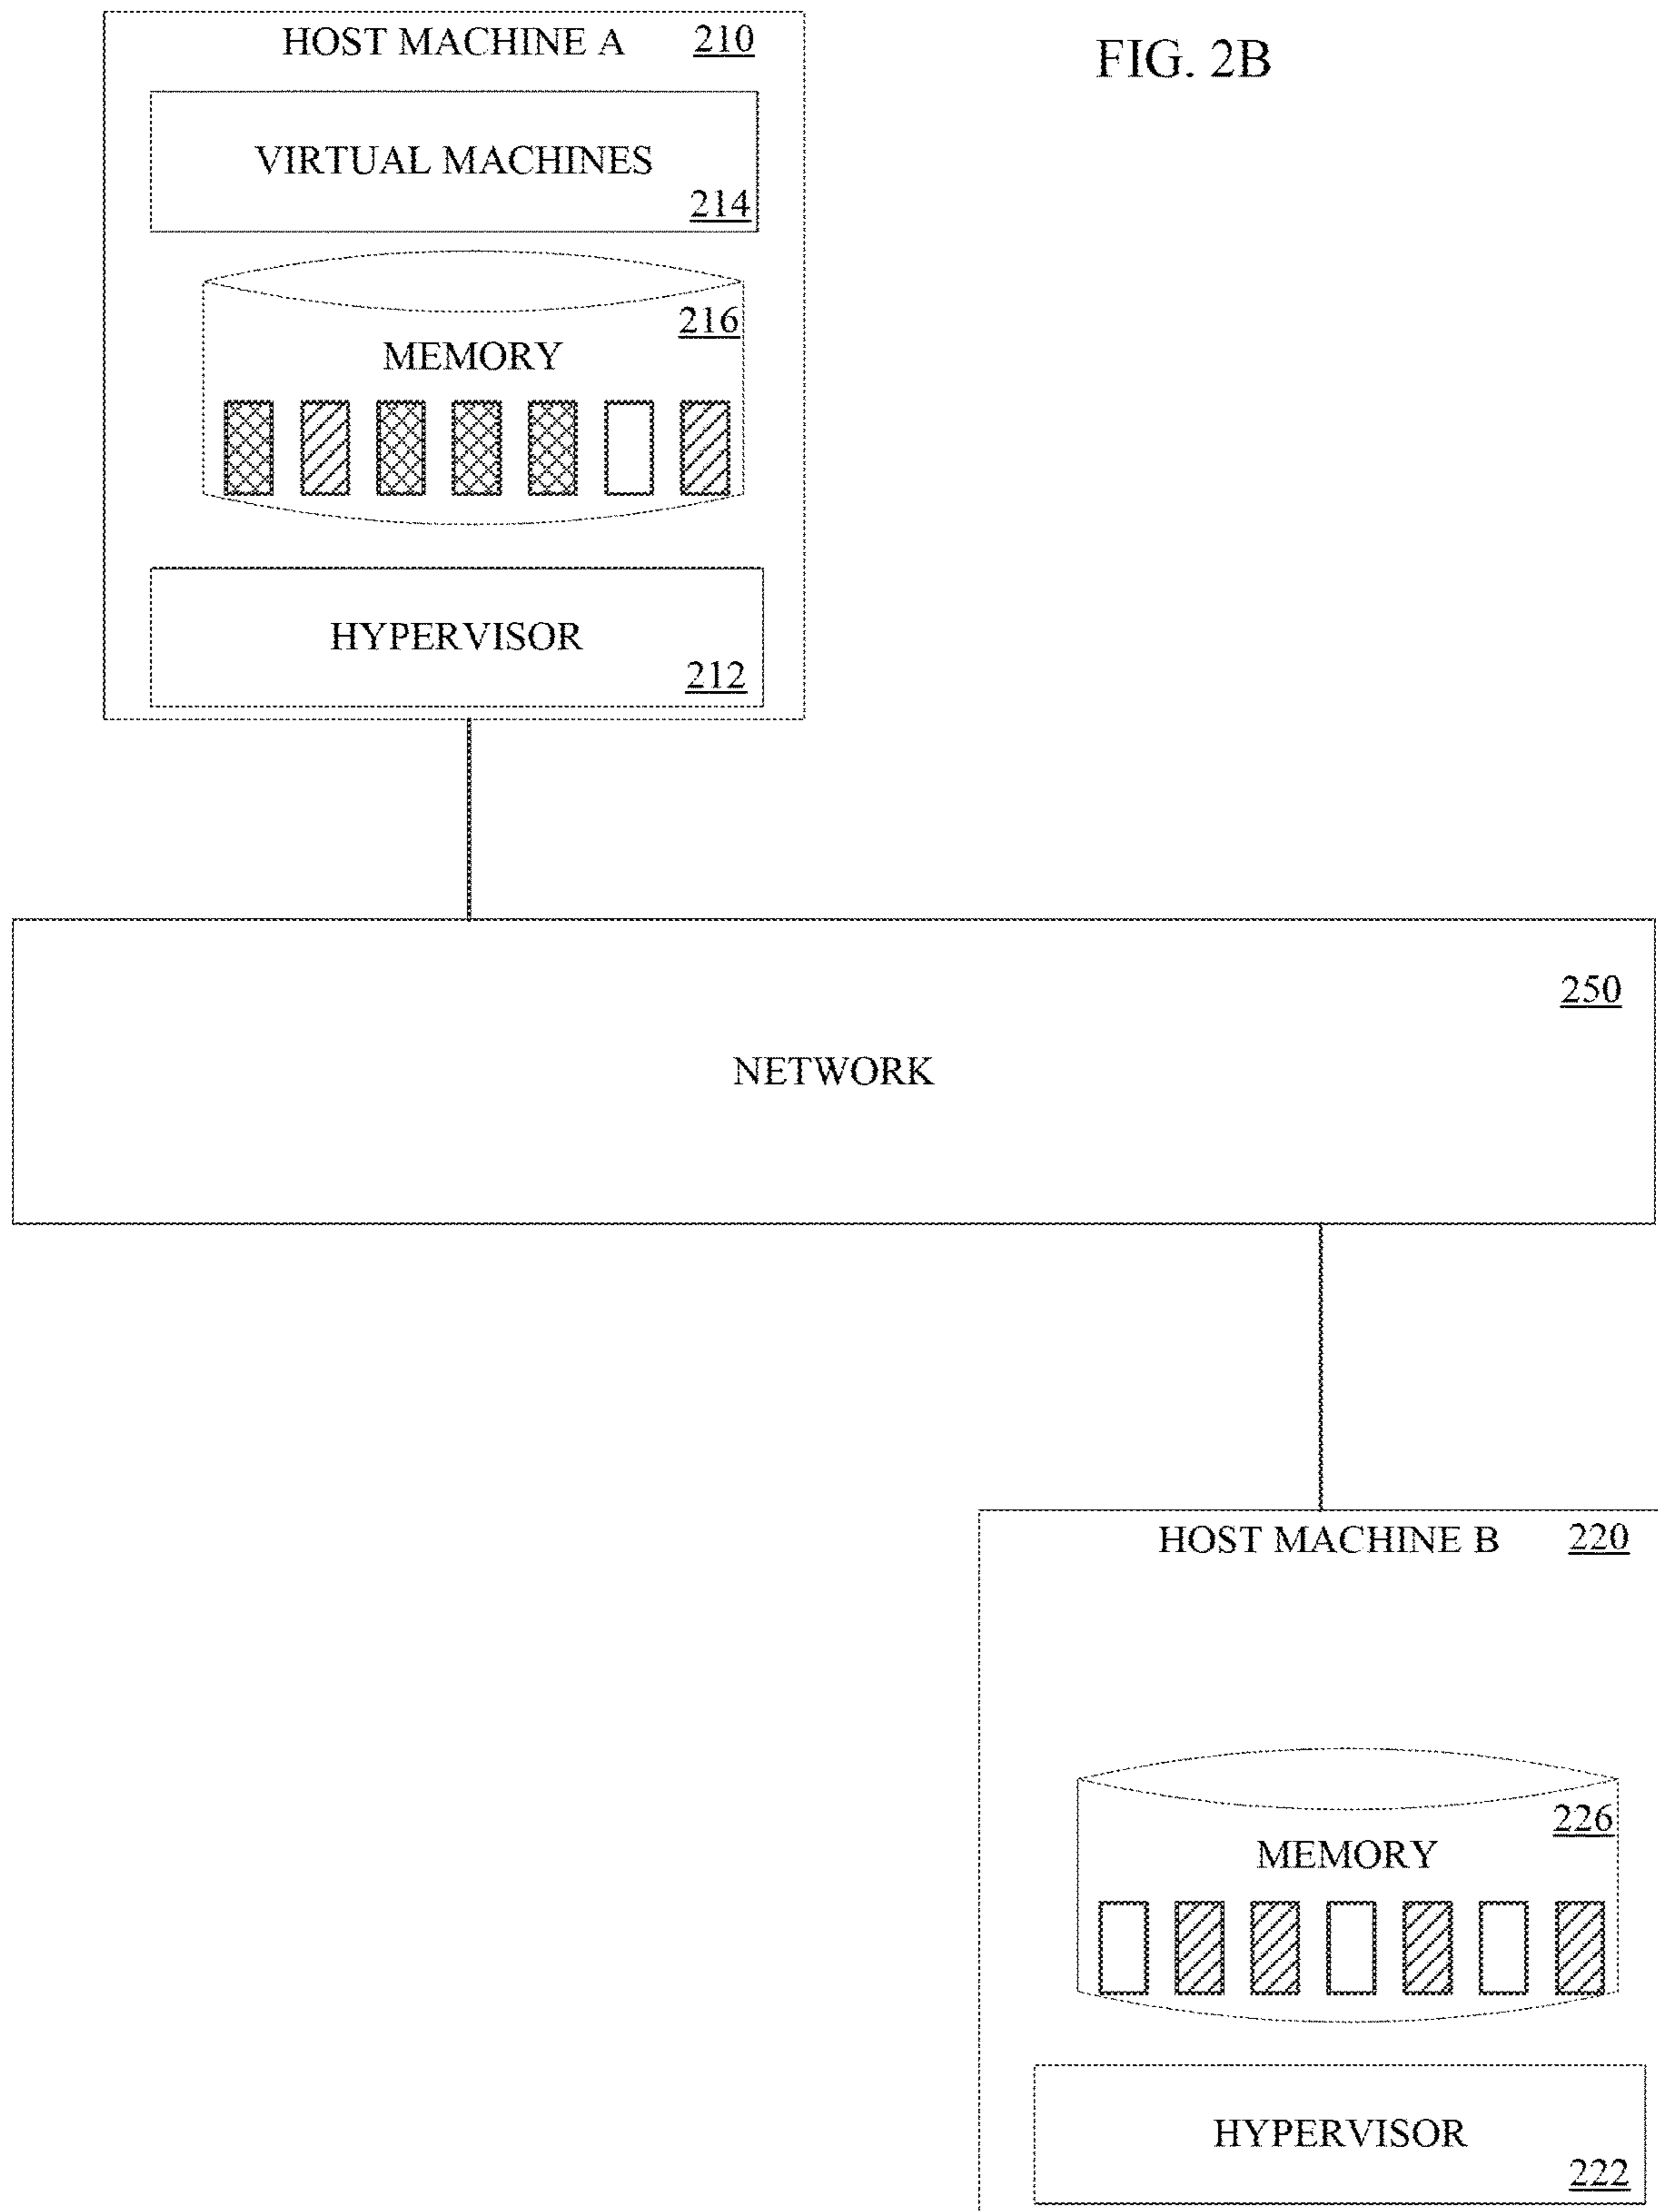 HOST MACHINE A 210
FIG. 2B
VIRTUAL MACHINES
214
216
MEMORY
HYPERVISOR
212
250
NETWORK
HOST MACHINE B 220
226
MEMORY
HYPERVISOR
222